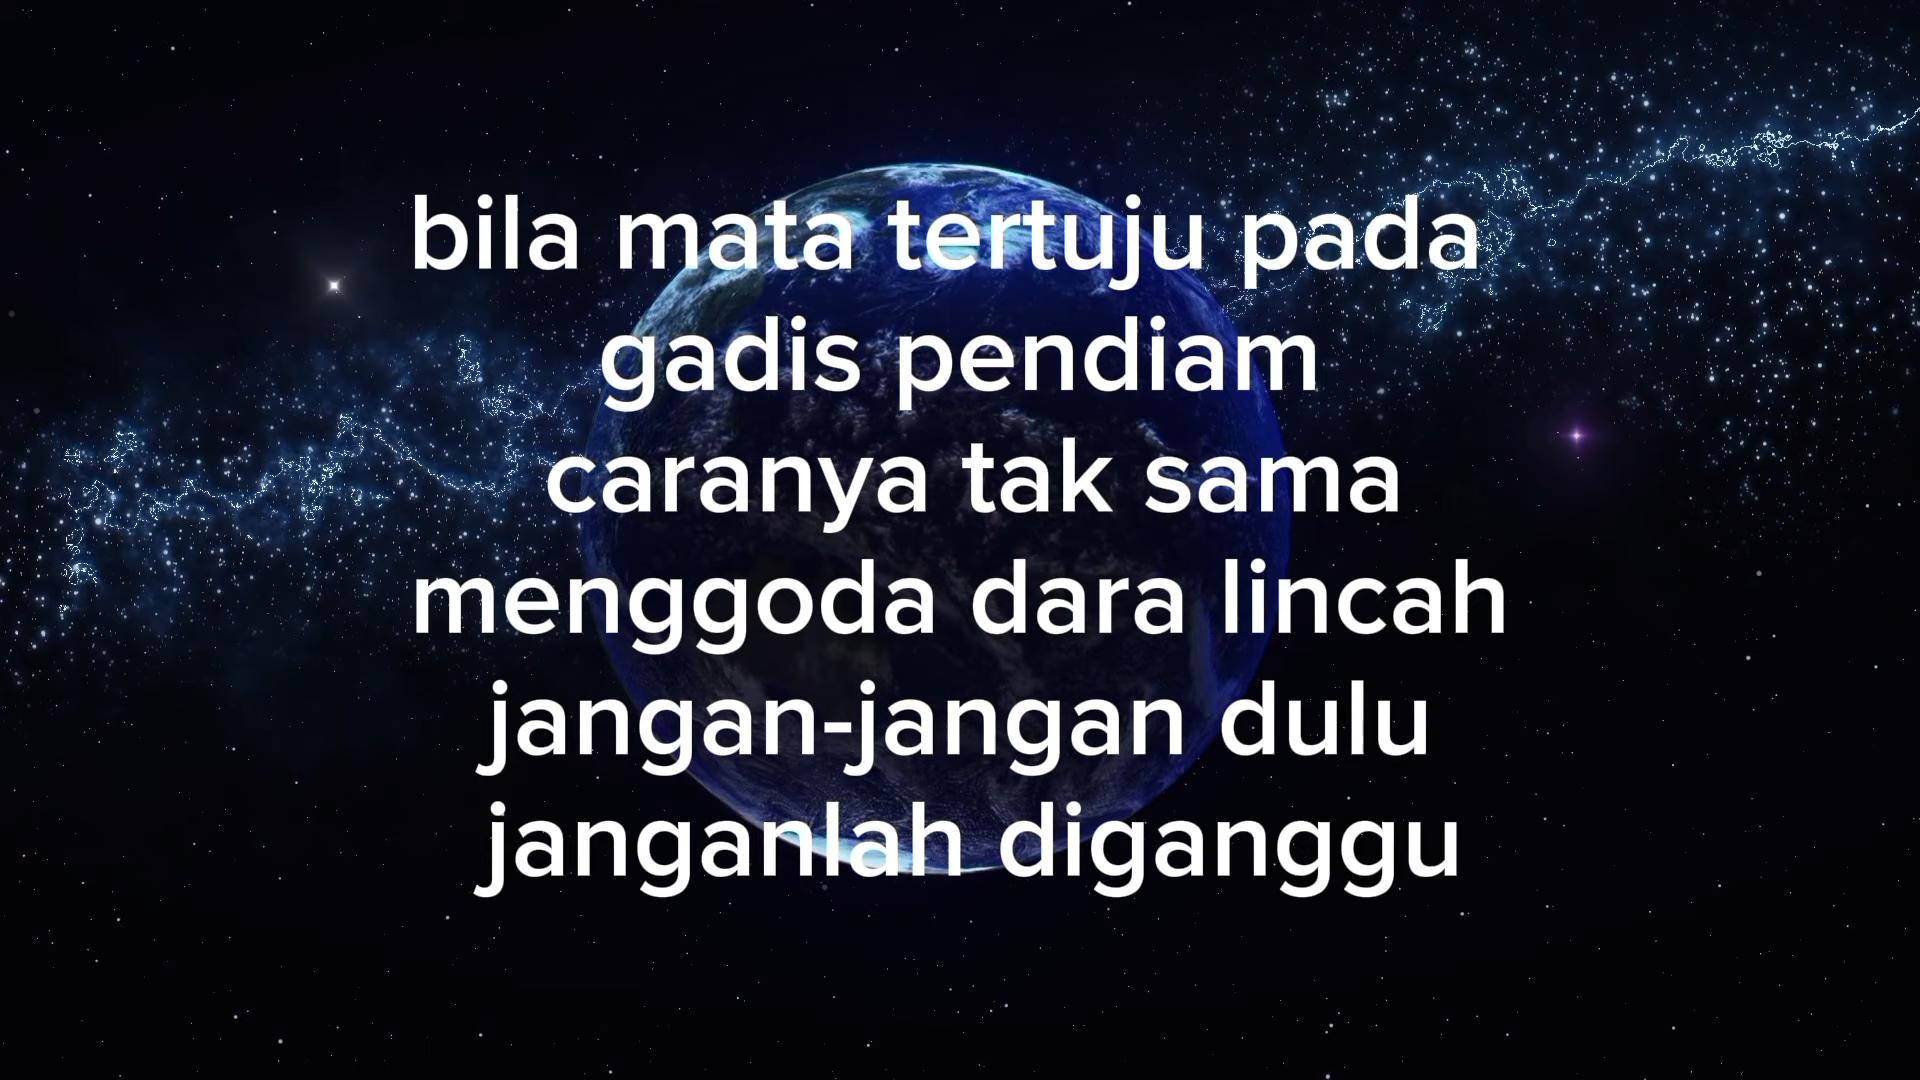 bila mata tertuju pada
gadis pendiam
caranya tak sama
menggoda dara lincah
jangan-jangan dulu
janganlah diganggu